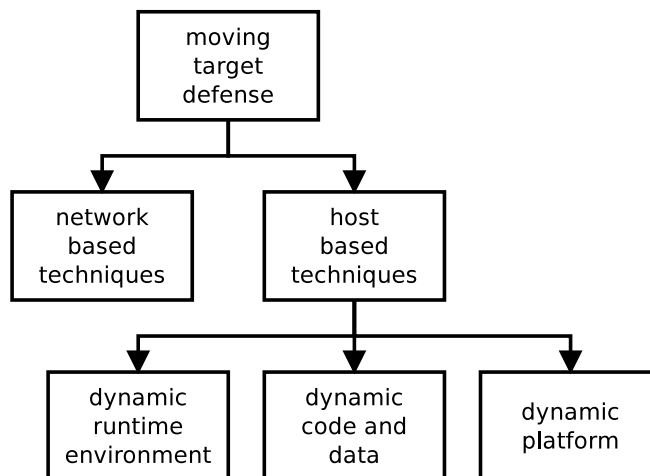 moving
target
defense
network
based
techniques
host
based
techniques
dynamic
runtime
environment
dynamic
code and
data
dynamic
platform